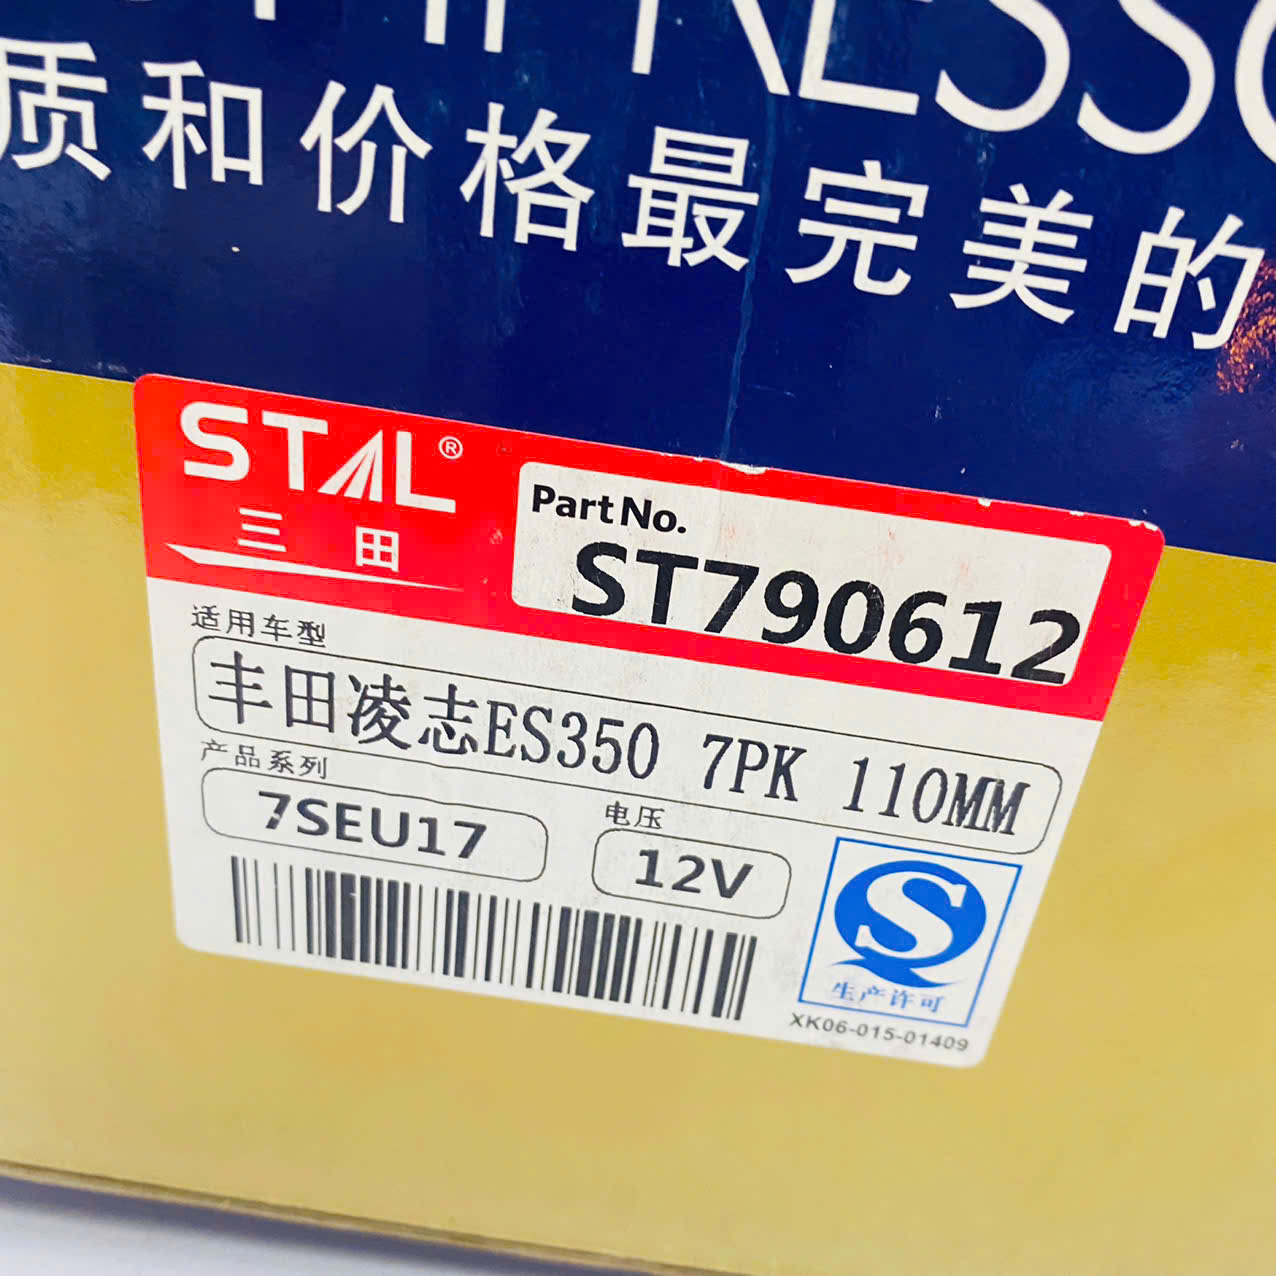 质和价格最完美的
STAL®
三田
Part No.
ST790612
适用车型
丰田凌志ES350 7PK 110MM
产品系列
7SEU17
电压
12V
S
生产许可
XK06-015-01409